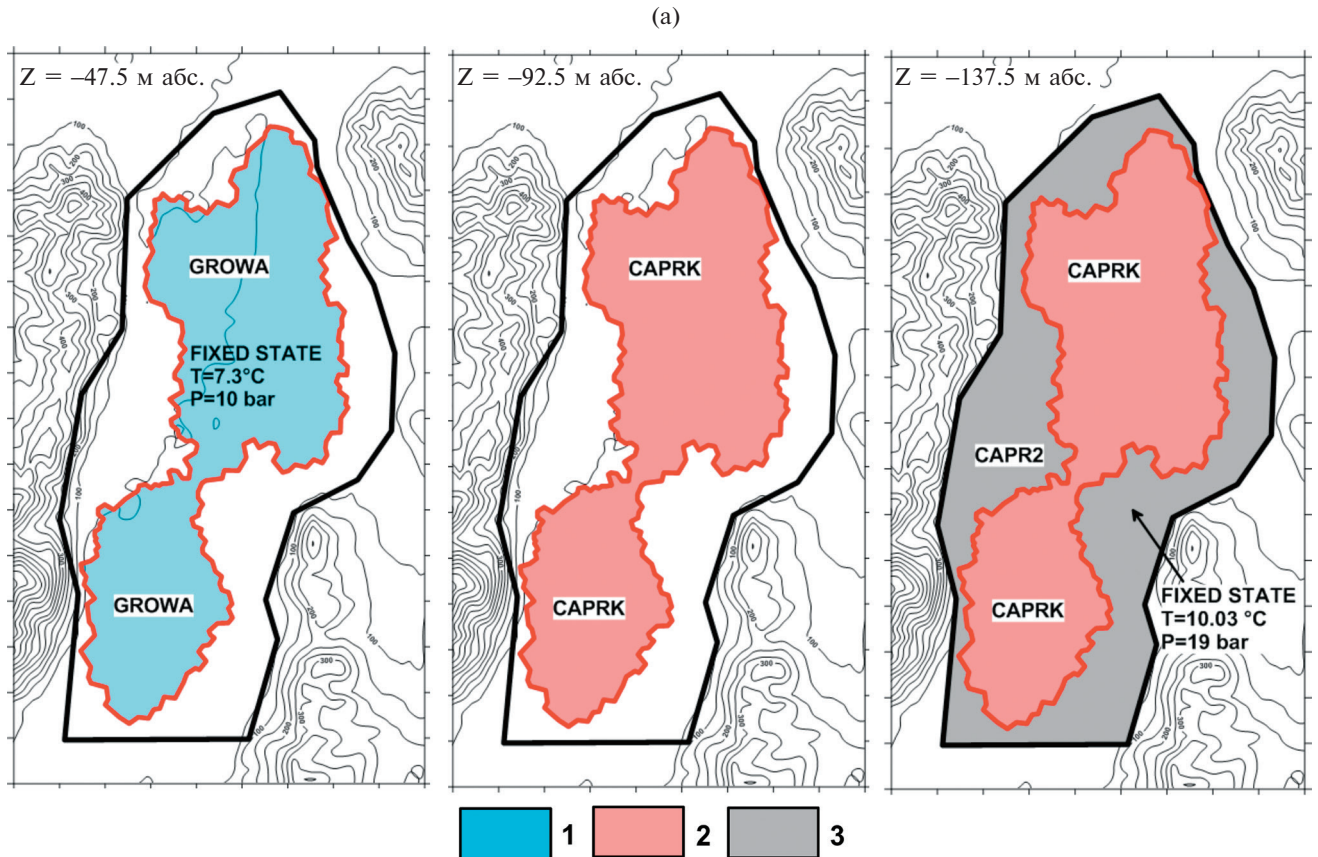 (a)
Z = –47.5 м абс.
GROWA
FIXED STATE
T=7.3°C
P=10 bar
GROWA
Z = –92.5 м абс.
CAPRK
CAPRK
Z = –137.5 м абс.
CAPRK
CAPR2
CAPRK
FIXED STATE
T=10.03 °C
P=19 bar
1
2
3